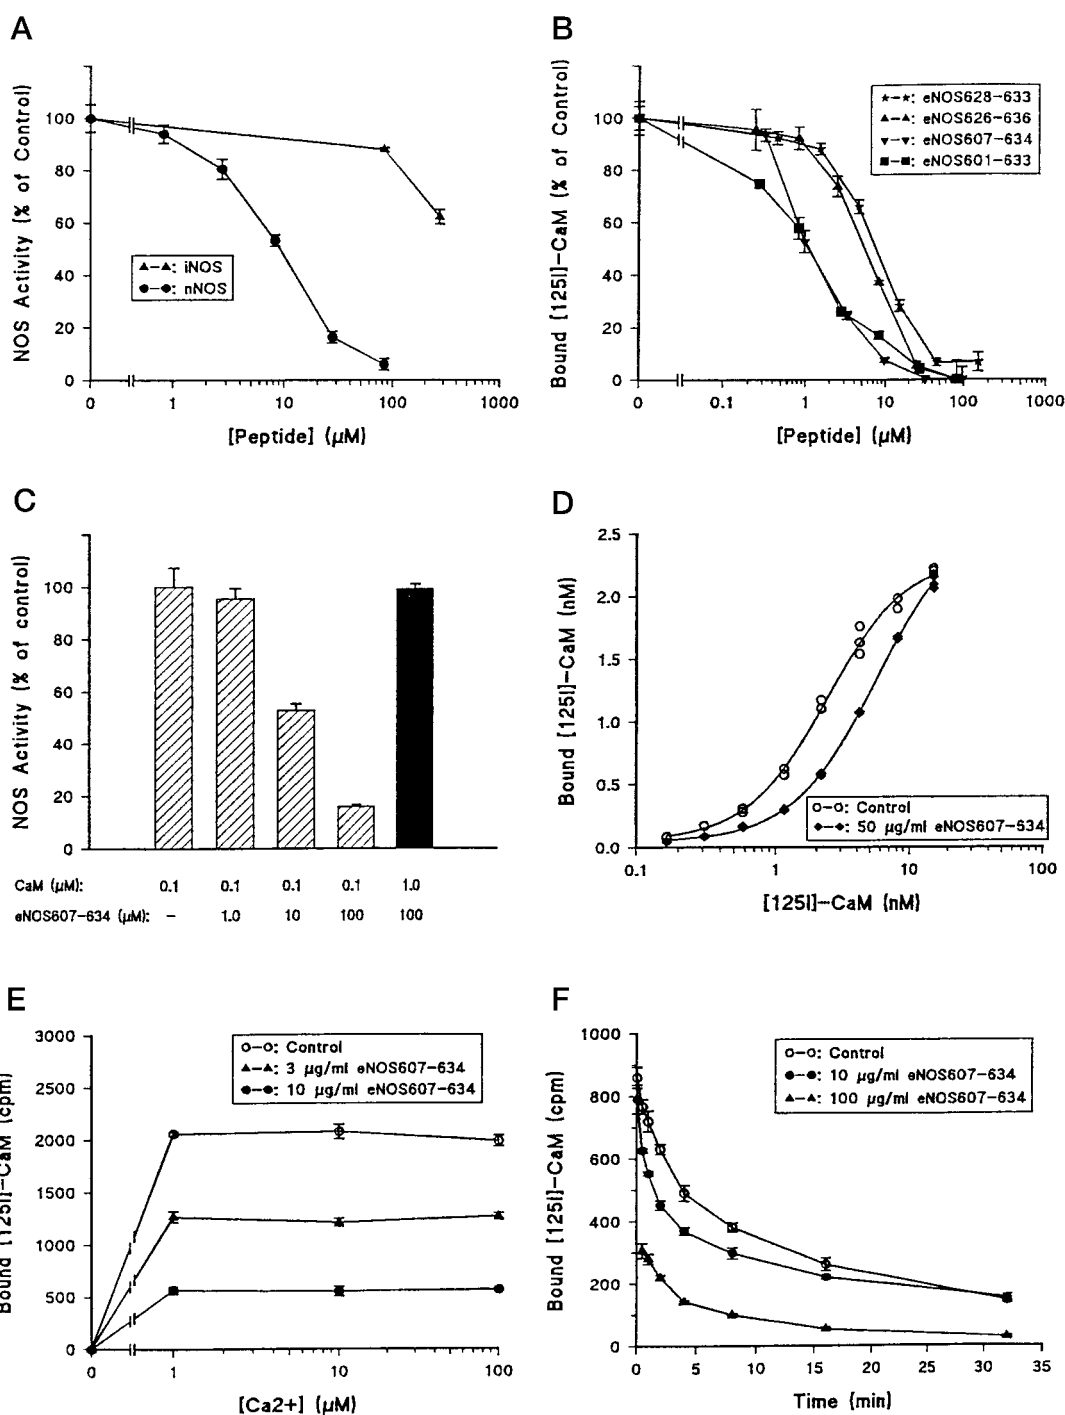 A
NOS Activity (% of Control)
100
80
60
40
20
0
▲–▲: iNOS
●–●: nNOS
0 1 10 100 1000
[Peptide] (µM)
B
Bound [125I]–CaM (% of Control)
100
80
60
40
20
0
★–★: eNOS628–633
▲–▲: eNOS626–636
▼–▼: eNOS607–634
■–■: eNOS601–633
0 0.1 1 10 100 1000
[Peptide] (µM)
C
NOS Activity (% of control)
100
80
60
40
20
0
CaM (µM): 0.1 0.1 0.1 0.1 1.0
eNOS607–634 (µM): – 1.0 10 100 100
D
Bound [125I]–CaM (nM)
2.5
2.0
1.5
1.0
0.5
0.0
○–○: Control
◆–◆: 50 µg/ml eNOS607–634
0.1 1 10 100
[125I]–CaM (nM)
E
Bound [125I]–CaM (cpm)
3000
2500
2000
1500
1000
500
0
○–○: Control
▲–▲: 3 µg/ml eNOS607–634
●–●: 10 µg/ml eNOS607–634
0 1 10 100
[Ca2+] (µM)
F
Bound [125I]–CaM (cpm)
1000
800
600
400
200
0
○–○: Control
●–●: 10 µg/ml eNOS607–634
▲–▲: 100 µg/ml eNOS607–634
0 5 10 15 20 25 30 35
Time (min)